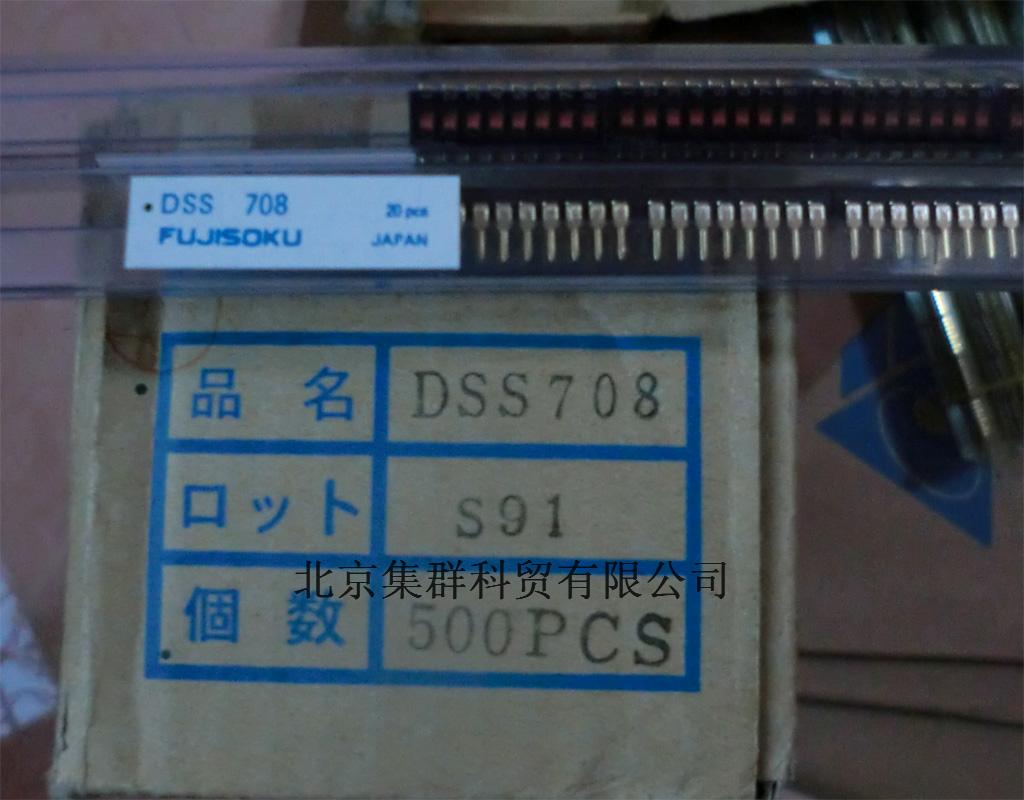 DSS 708 20 pcs
FUJISOKU JAPAN
品名 DSS708
ロット S91
北京集群科贸有限公司
個数 500PCS